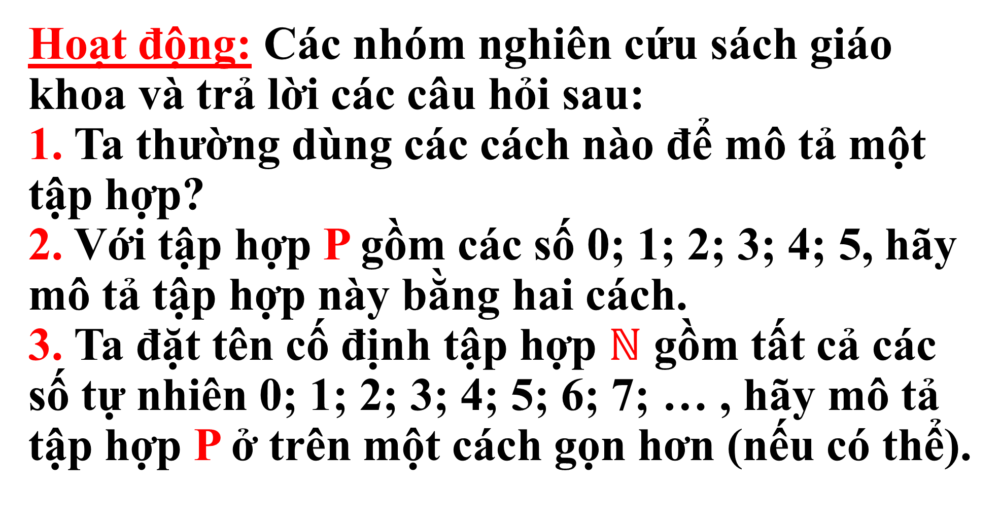 Hoạt động: Các nhóm nghiên cứu sách giáo
khoa và trả lời các câu hỏi sau:
1. Ta thường dùng các cách nào để mô tả một
tập hợp?
2. Với tập hợp P gồm các số 0; 1; 2; 3; 4; 5, hãy
mô tả tập hợp này bằng hai cách.
3. Ta đặt tên cố định tập hợp ℕ gồm tất cả các
số tự nhiên 0; 1; 2; 3; 4; 5; 6; 7; … , hãy mô tả
tập hợp P ở trên một cách gọn hơn (nếu có thể).